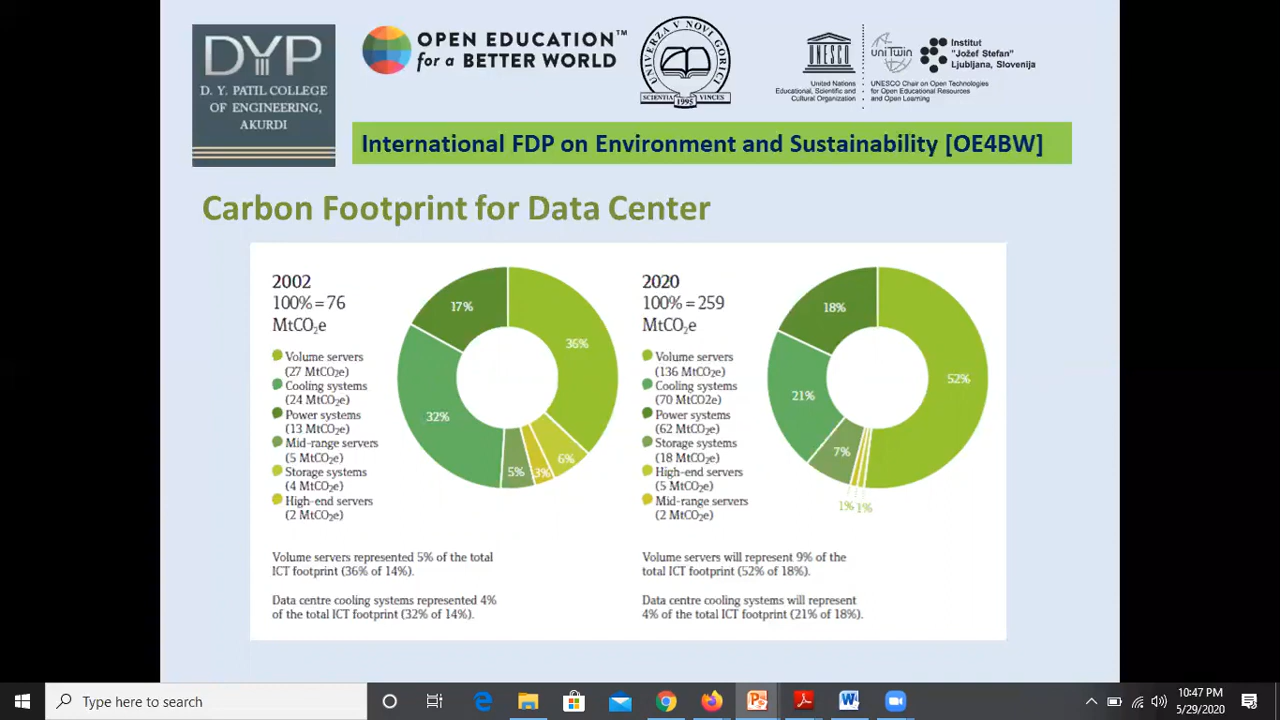 DYP
D. Y. PATIL COLLEGE
OF ENGINEERING,
AKURDI
OPEN EDUCATION™
for a BETTER WORLD
UNIVERZA V NOVI GORICI
SCIENTIA VINCES
1995
UNESCO
United Nations
Educational, Scientific and
Cultural Organization
uniTwin
Institut
"Jožef Stefan"
Ljubljana, Slovenija
UNESCO Chair on Open Technologies
for Open Educational Resources
and Open Learning
International FDP on Environment and Sustainability [OE4BW]
Carbon Footprint for Data Center
2002
100% = 76
MtCO₂e
Volume servers
(27 MtCO₂e)
Cooling systems
(24 MtCO₂e)
Power systems
(13 MtCO₂e)
Mid-range servers
(5 MtCO₂e)
Storage systems
(4 MtCO₂e)
High-end servers
(2 MtCO₂e)
17%
36%
32%
5%
3%
6%
Volume servers represented 5% of the total
ICT footprint (36% of 14%).
Data centre cooling systems represented 4%
of the total ICT footprint (32% of 14%).
2020
100% = 259
MtCO₂e
Volume servers
(136 MtCO₂e)
Cooling systems
(70 MtCO2e)
Power systems
(62 MtCO₂e)
Storage systems
(18 MtCO₂e)
High-end servers
(5 MtCO₂e)
Mid-range servers
(2 MtCO₂e)
18%
52%
21%
7%
1%
1%
Volume servers will represent 9% of the
total ICT footprint (52% of 18%).
Data centre cooling systems will represent
4% of the total ICT footprint (21% of 18%).
Type here to search
10:47 PM
5/29/2020